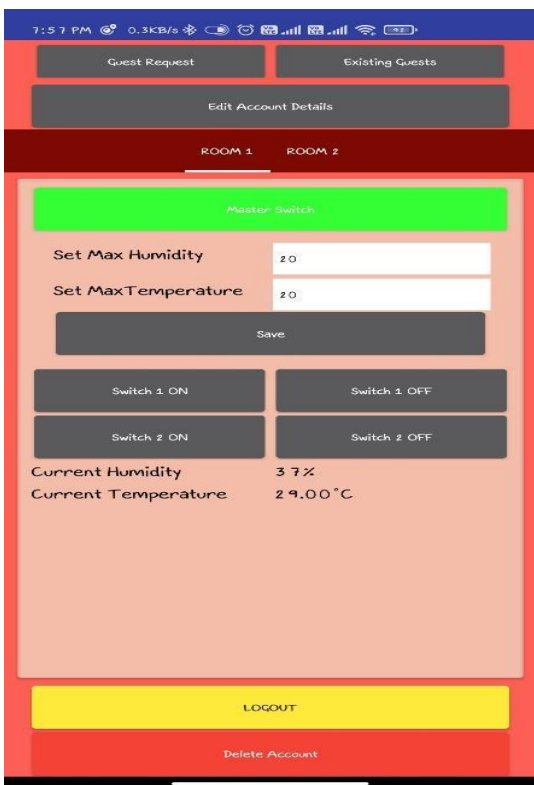 7:57 PM 0.3KB/s
Guest Request Existing Guests
Edit Account Details
ROOM 1 ROOM 2
Master Switch
Set Max Humidity 20
Set MaxTemperature 20
Save
Switch 1 ON Switch 1 OFF
Switch 2 ON Switch 2 OFF
Current Humidity 37%
Current Temperature 29.00°C
LOGOUT
Delete Account